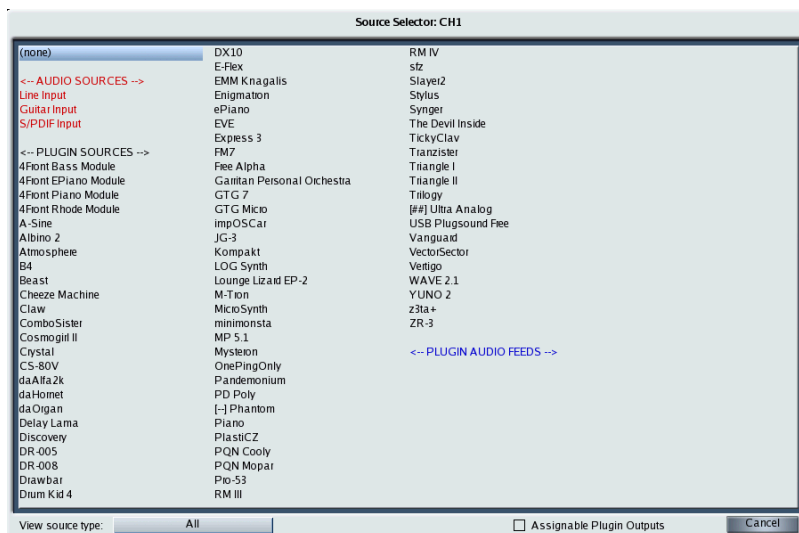 Source Selector: CH1
(none)
<-- AUDIO SOURCES -->
Line Input
Guitar Input
S/PDIF Input
<-- PLUGIN SOURCES -->
4Front Bass Module
4Front EPiano Module
4Front Piano Module
4Front Rhode Module
A-Sine
Albino 2
Atmosphere
B4
Beast
Cheeze Machine
Claw
ComboSister
Cosmogirl II
Crystal
CS-80V
daAlfa2k
daHornet
daOrgan
Delay Lama
Discovery
DR-005
DR-008
Drawbar
Drum Kid 4
DX10
E-Flex
EMM Knagalis
Enigmatron
ePiano
EVE
Express 3
FM7
Free Alpha
Garritan Personal Orchestra
GTG 7
GTG Micro
impOSCar
JG-3
Kompakt
LOG Synth
Lounge Lizard EP-2
M-Tron
MicroSynth
minimonsta
MP 5.1
Mysteron
OnePingOnly
Pandemonium
PD Poly
[--] Phantom
Piano
PlastiCZ
PQN Cooly
PQN Mopar
Pro-53
RM III
RM IV
sfz
Slayer2
Stylus
Synger
The Devil Inside
TickyClav
Tranzister
Triangle I
Triangle II
Trilogy
[##] Ultra Analog
USB Plugsound Free
Vanguard
VectorSector
Vertigo
WAVE 2.1
YUNO 2
z3ta+
ZR-3
<-- PLUGIN AUDIO FEEDS -->
View source type:
All
Assignable Plugin Outputs
Cancel